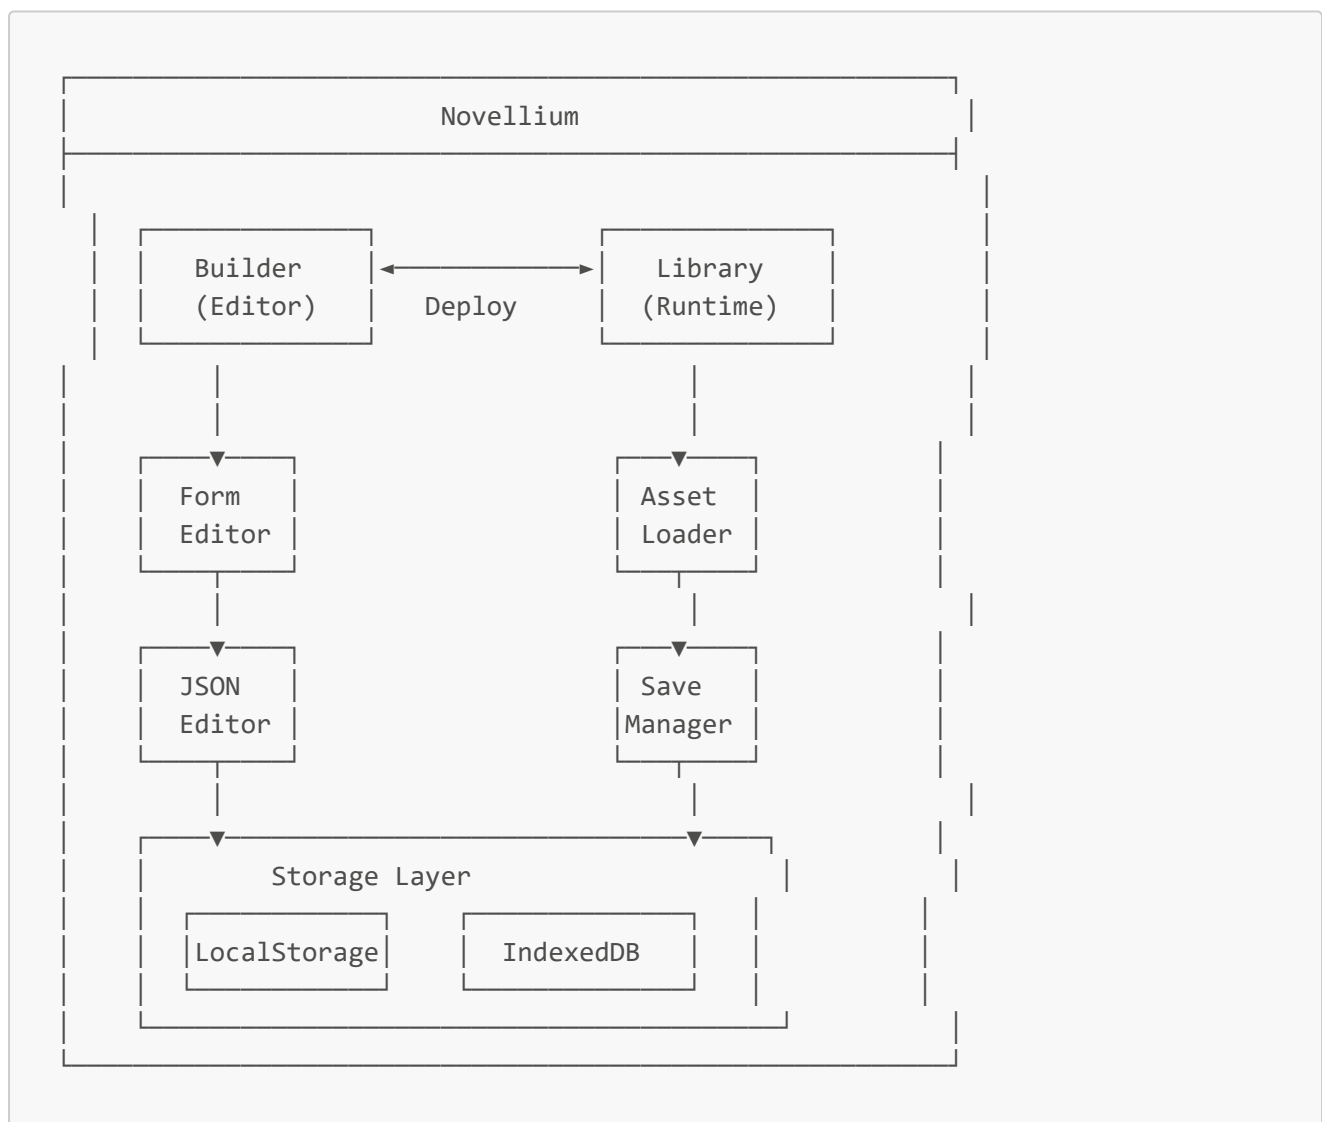 Novellium
Builder Library
(Editor) Deploy (Runtime)
Form Asset
Editor Loader
JSON Save
Editor Manager
Storage Layer
LocalStorage IndexedDB